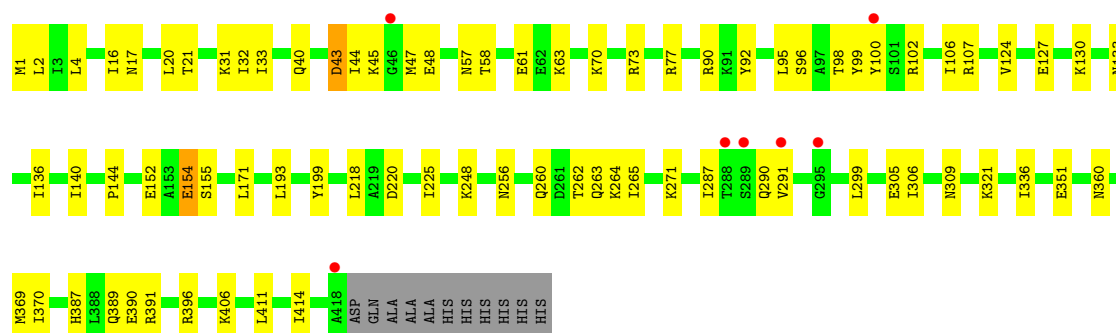 M1 L2 I3 L4 I16 N17 L20 T21 K31 I32 I33 Q40 D43 I44 K45 G46 M47 E48 N57 T58 E61 E62 K63 K70 R73 R77 R90 K91 Y92 L95 S96 A97 T98 Y99 Y100 S101 R102 I106 R107 V124 E127 K130
I136 I140 P144 E152 A153 E154 S155 L171 L193 Y199 L218 A219 D220 I225 K248 N256 Q260 D261 T262 Q263 K264 I265 K271 I287 T288 S289 Q290 V291 G295 L299 E305 I306 N309 K321 I336 E351 N360
M369 I370 H387 L388 Q389 E390 R391 R396 K406 L411 I414 A418 ASP GLN ALA ALA ALA HIS HIS HIS HIS HIS HIS